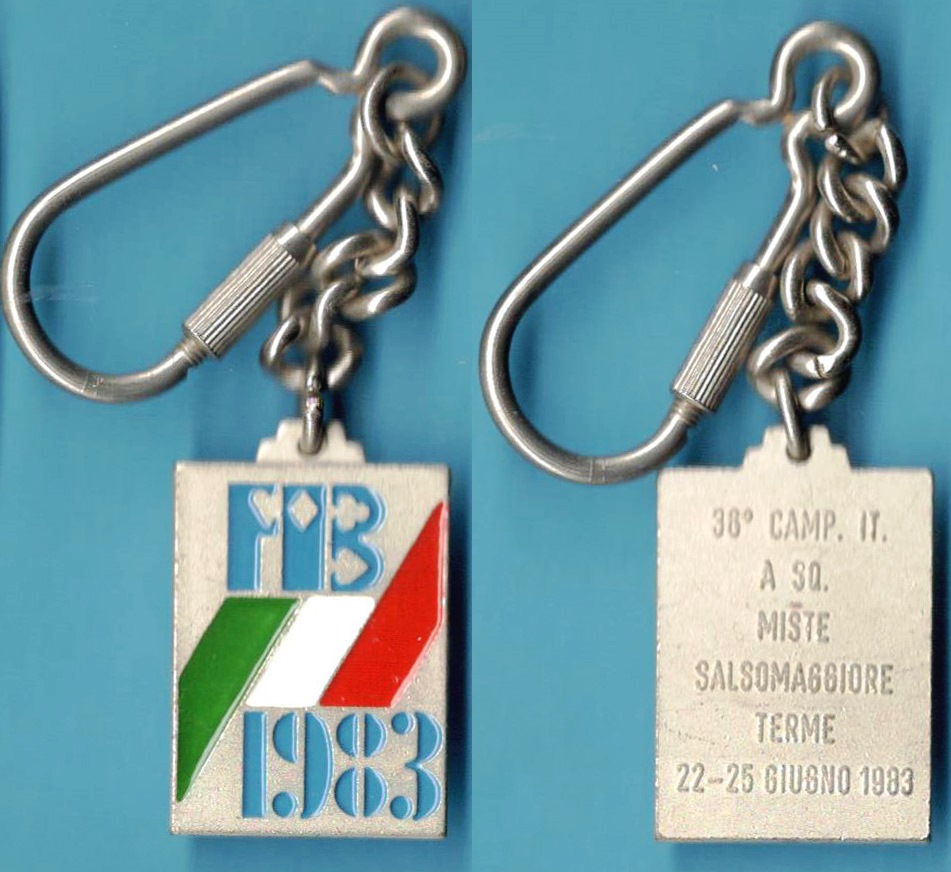 FIB
1983
36° CAMP. IT.
A SQ.
MISTE
SALSOMAGGIORE
TERME
22-25 GIUGNO 1983